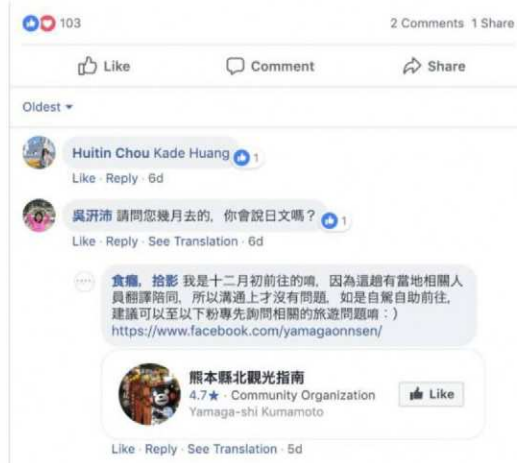 103
2 Comments 1 Share
Like
Comment
Share
Oldest
Huitin Chou Kade Huang
1
Like · Reply · 6d
吳汧沛 請問您幾月去的, 你會說日文嗎？
1
Like · Reply · See Translation · 6d
食癮, 拾影 我是十二月初前往的唷, 因為這趟有當地相關人
員翻譯陪同, 所以溝通上才沒有問題, 如是自駕自助前往,
建議可以至以下粉專先詢問相關的旅遊問題唷：)
https://www.facebook.com/yamagaonnsen/
熊本縣北觀光指南
4.7★ · Community Organization
Like
Yamaga-shi Kumamoto
Like · Reply · See Translation · 5d